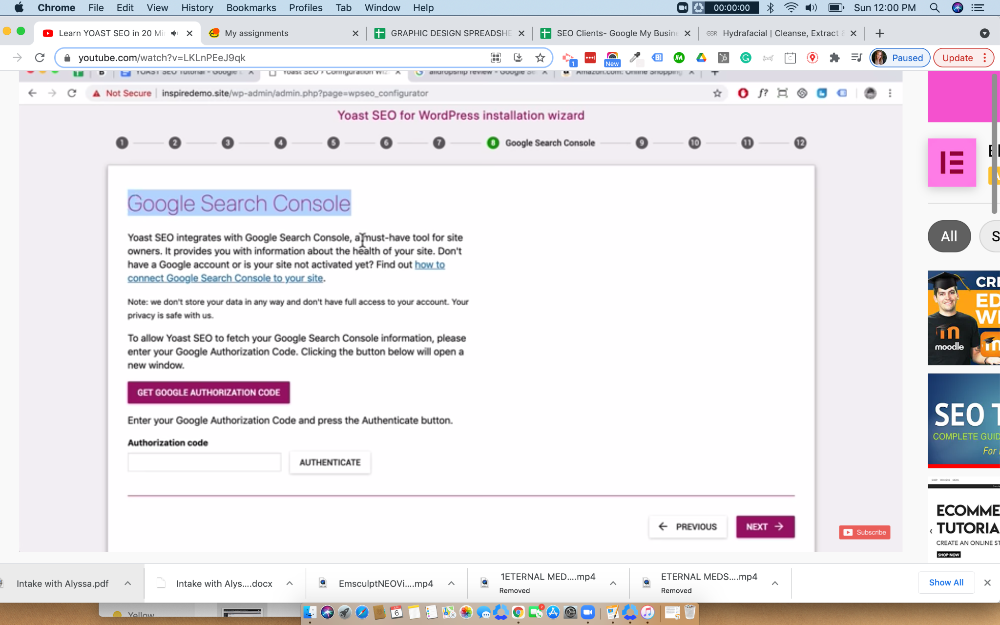 Chrome File Edit View History Bookmarks Profiles Tab Window Help 00:00:00 Sun 12:00 PM
Learn YOAST SEO in 20 Mi My assignments GRAPHIC DESIGN SPREADSHE SEO Clients- Google My Busin Hydrafacial | Cleanse, Extract
youtube.com/watch?v=LKLnPEeJ9qk 1 New Paused Update
YOAST SEO Tutorial - Google Yoast SEO > Configuration Wiz alidropship review - Google Se Amazon.com: Online Shopping
Not Secure | inspiredemo.site/wp-admin/admin.php?page=wpseo_configurator
Yoast SEO for WordPress installation wizard
1 2 3 4 5 6 7 8 Google Search Console 9 10 11 12
Google Search Console
Yoast SEO integrates with Google Search Console, a must-have tool for site
owners. It provides you with information about the health of your site. Don't
have a Google account or is your site not activated yet? Find out how to
connect Google Search Console to your site.
Note: we don't store your data in any way and don't have full access to your account. Your
privacy is safe with us.
To allow Yoast SEO to fetch your Google Search Console information, please
enter your Google Authorization Code. Clicking the button below will open a
new window.
GET GOOGLE AUTHORIZATION CODE
Enter your Google Authorization Code and press the Authenticate button.
Authorization code
AUTHENTICATE
PREVIOUS NEXT
Subscribe
All S
CRE
ED
WI
moodle
SEO T
COMPLETE GUID
For
ECOMME
TUTORIA
CREATE AN ONLINE ST
SHOP NOW
Intake with Alyssa.pdf Intake with Alys....docx EmsculptNEOVi....mp4 1ETERNAL MED....mp4 ETERNAL MEDS....mp4 Show All
Removed Removed
Yellow
6 2